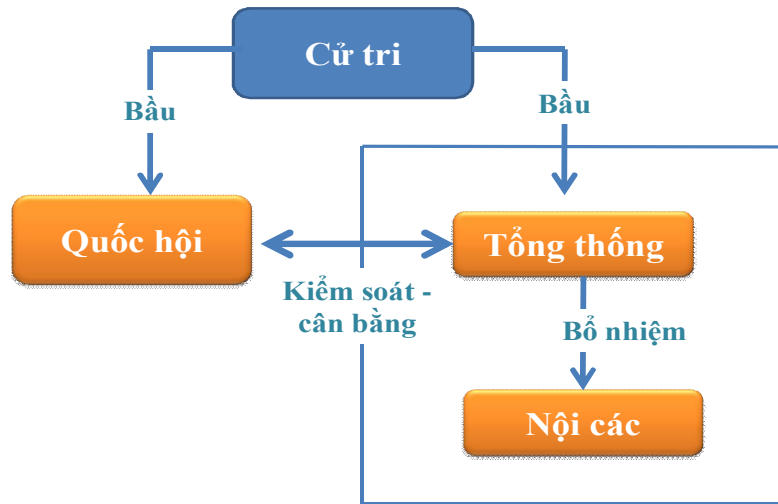 Cử tri
Bầu
Bầu
Quốc hội
Tổng thống
Kiểm soát -
cân bằng
Bổ nhiệm
Nội các